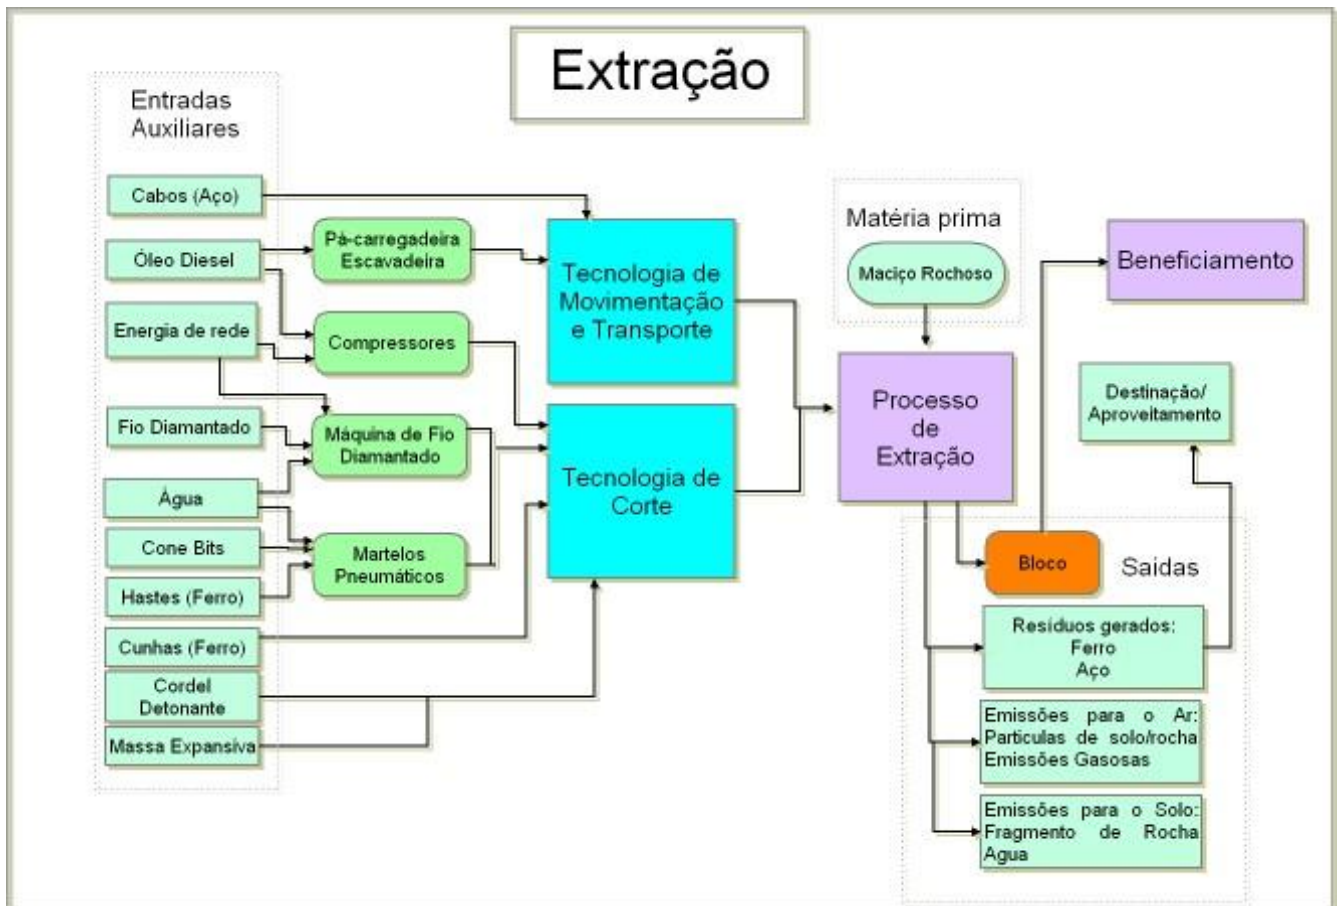 Extração
Entradas
Auxiliares
Cabos (Aço)
Óleo Diesel
Energia de rede
Fio Diamantado
Água
Cone Bits
Hastes (Ferro)
Cunhas (Ferro)
Cordel
Detonante
Massa Expansiva
Pá-carregadeira
Escavadeira
Compressores
Máquina de Fio
Diamantado
Martelos
Pneumáticos
Tecnologia de
Movimentação
e Transporte
Tecnologia de
Corte
Matéria prima
Maciço Rochoso
Processo
de
Extração
Beneficiamento
Destinação/
Aproveitamento
Bloco
Saidas
Resíduos gerados:
Ferro
Aço
Emissões para o Ar:
Particulas de solo/rocha
Emissões Gasosas
Emissões para o Solo:
Fragmento de Rocha
Agua